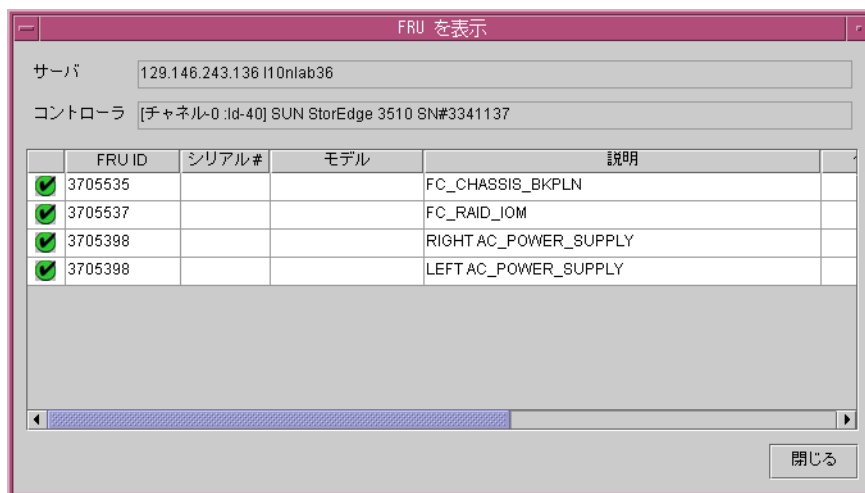 FRU を表示
サーバ 129.146.243.136 l10nlab36
コントローラ [チャネル-0 :Id-40] SUN StorEdge 3510 SN#3341137
FRU ID シリアル# モデル 説明
3705535 FC_CHASSIS_BKPLN
3705537 FC_RAID_IOM
3705398 RIGHT AC_POWER_SUPPLY
3705398 LEFT AC_POWER_SUPPLY
閉じる